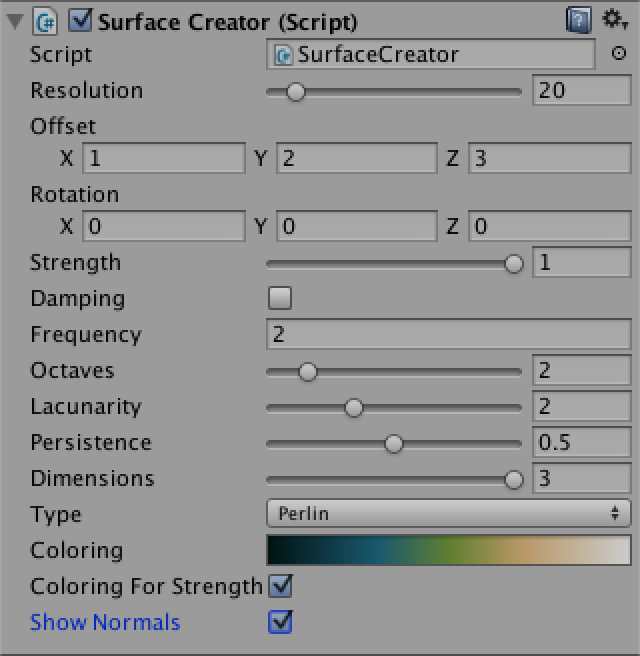 Surface Creator (Script)
Script SurfaceCreator
Resolution 20
Offset
X 1 Y 2 Z 3
Rotation
X 0 Y 0 Z 0
Strength 1
Damping
Frequency 2
Octaves 2
Lacunarity 2
Persistence 0.5
Dimensions 3
Type Perlin
Coloring
Coloring For Strength
Show Normals